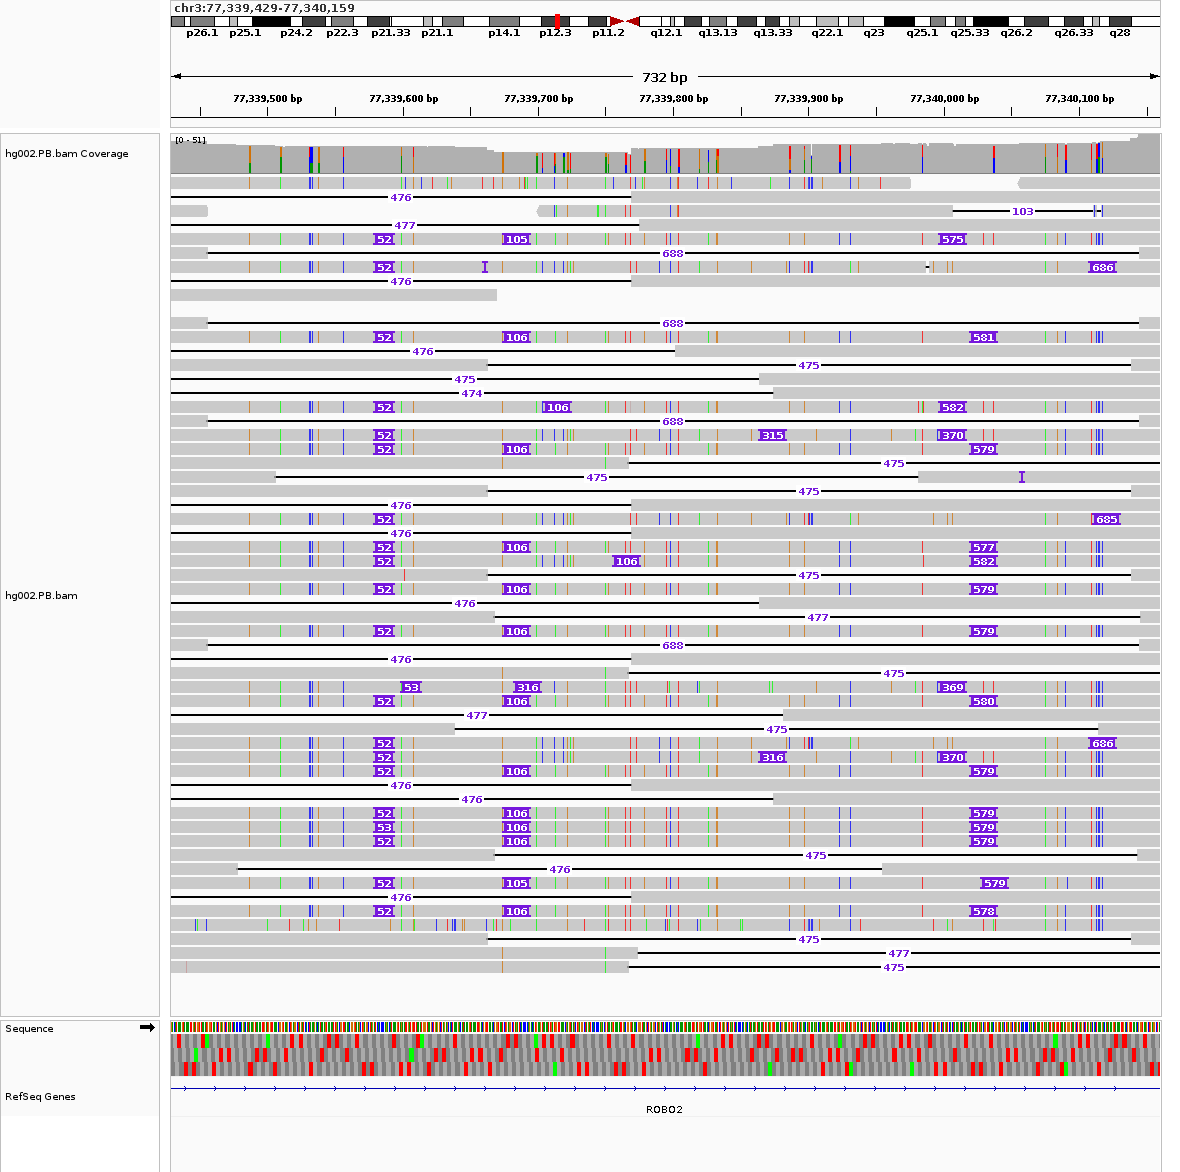 chr3:77,339,429-77,340,159
p26.1 p25.1 p24.2 p22.3 p21.33 p21.1 p14.1 p12.3 p11.2 q12.1 q13.13 q13.33 q22.1 q23 q25.1 q25.33 q26.2 q26.33 q28
732 bp
77,339,500 bp 77,339,600 bp 77,339,700 bp 77,339,800 bp 77,339,900 bp 77,340,000 bp 77,340,100 bp
[0 - 51]
hg002.PB.bam Coverage
476
103
477
52 105 575
688
52 686
476
688
52 106 581
476
475
475
474
52 106 582
688
52 315 370
52 106 579
475
475
475
476
52 685
476
52 106 577
52 106 582
475
52 106 579
hg002.PB.bam
476
477
52 106 579
688
476
475
53 316 369
52 106 580
477
475
52 686
52 316 370
52 106 579
476
476
52 106 579
53 106 579
52 106 579
475
476
52 105 579
476
52 106 578
475
477
475
Sequence
RefSeq Genes
ROBO2